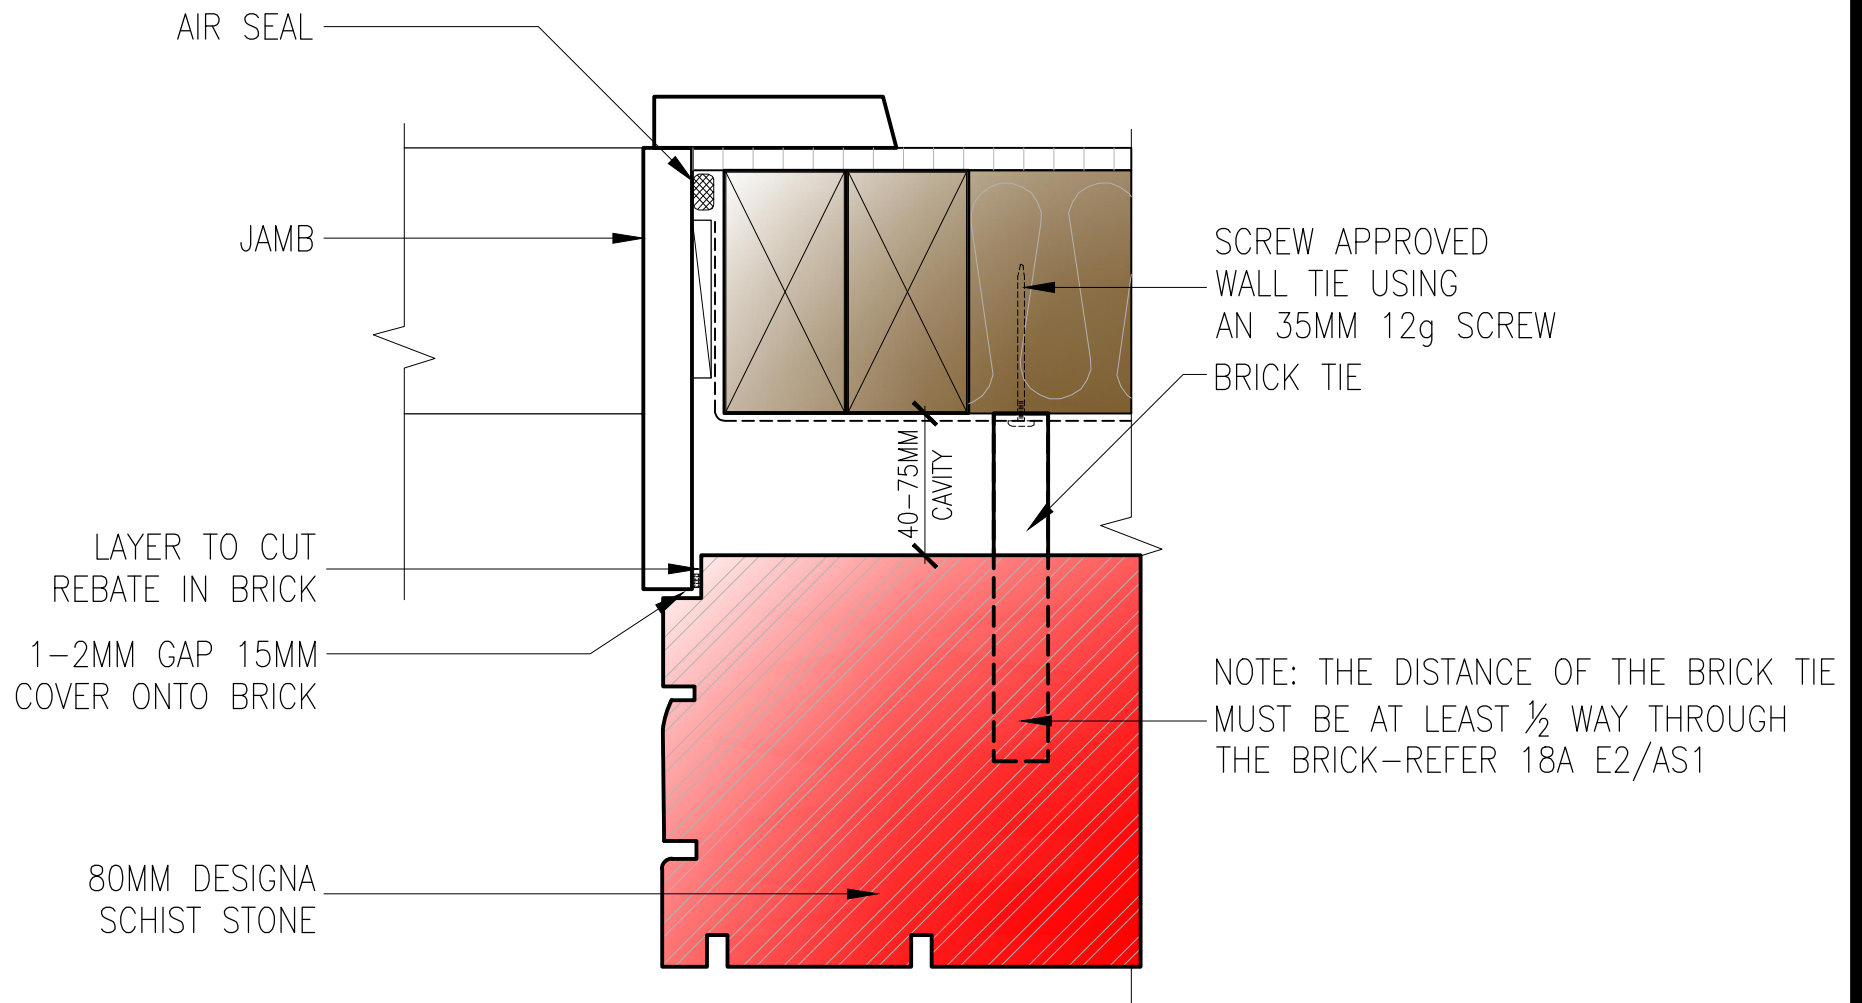 AIR SEAL
JAMB
SCREW APPROVED
WALL TIE USING
AN 35MM 12g SCREW
BRICK TIE
40-75MM
CAVITY
LAYER TO CUT
REBATE IN BRICK
1-2MM GAP 15MM
COVER ONTO BRICK
NOTE: THE DISTANCE OF THE BRICK TIE
MUST BE AT LEAST ½ WAY THROUGH
THE BRICK-REFER 18A E2/AS1
80MM DESIGNA
SCHIST STONE